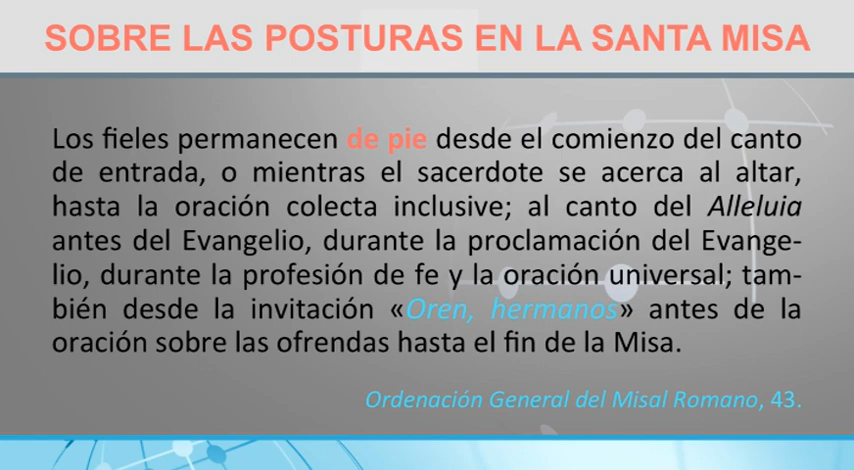 SOBRE LAS POSTURAS EN LA SANTA MISA
Los fieles permanecen de pie desde el comienzo del canto
de entrada, o mientras el sacerdote se acerca al altar,
hasta la oración colecta inclusive; al canto del Alleluia
antes del Evangelio, durante la proclamación del Evange-
lio, durante la profesión de fe y la oración universal; tam-
bién desde la invitación «Oren, hermanos» antes de la
oración sobre las ofrendas hasta el fin de la Misa.
Ordenación General del Misal Romano, 43.